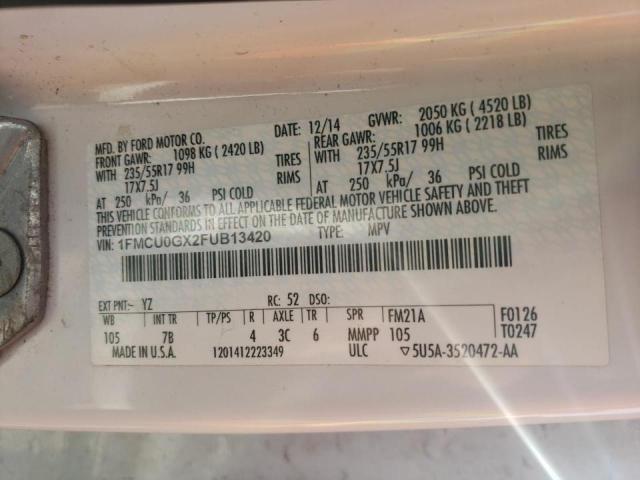 MFD. BY FORD MOTOR CO.
DATE: 12/14 GVWR: 2050 KG ( 4520 LB)
FRONT GAWR: 1098 KG ( 2420 LB) REAR GAWR: 1006 KG ( 2218 LB)
WITH 235/55R17 99H TIRES WITH 235/55R17 99H TIRES
17X7.5J RIMS 17X7.5J RIMS
AT 250 kPa/ 36 PSI COLD AT 250 kPa/ 36 PSI COLD
THIS VEHICLE CONFORMS TO ALL APPLICABLE FEDERAL MOTOR VEHICLE SAFETY AND THEFT
PREVENTION STANDARDS IN EFFECT ON THE DATE OF MANUFACTURE SHOWN ABOVE.
VIN: 1FMCU0GX2FUB13420 TYPE: MPV
EXT PNT:- YZ RC: 52 DSO:
WB INT TR TP/PS R AXLE TR SPR FM21A F0126
105 7B 4 3C 6 MMPP 105 T0247
MADE IN U.S.A. 1201412223349 ULC ▽5U5A-3520472-AA